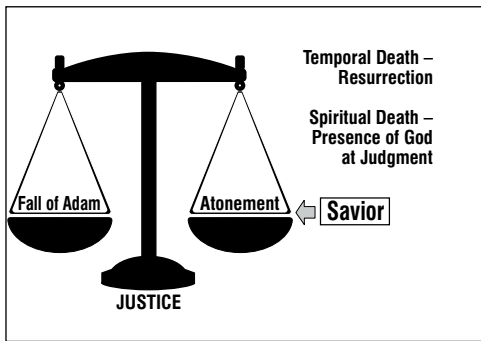 Temporal Death –
Resurrection
Spiritual Death –
Presence of God
at Judgment
Fall of Adam
Atonement
Savior
JUSTICE